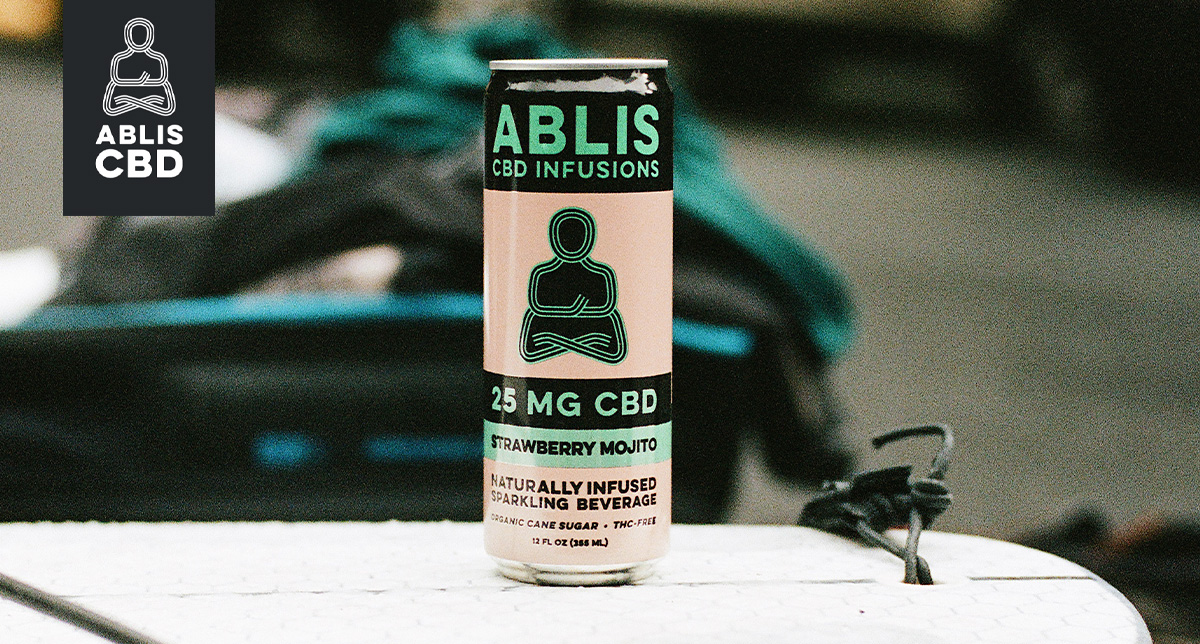 ABLIS
CBD
ABLIS
CBD INFUSIONS
25 MG CBD
STRAWBERRY MOJITO
NATURALLY INFUSED
SPARKLING BEVERAGE
ORGANIC CANE SUGAR • THC-FREE
12 FL OZ (355 ML)